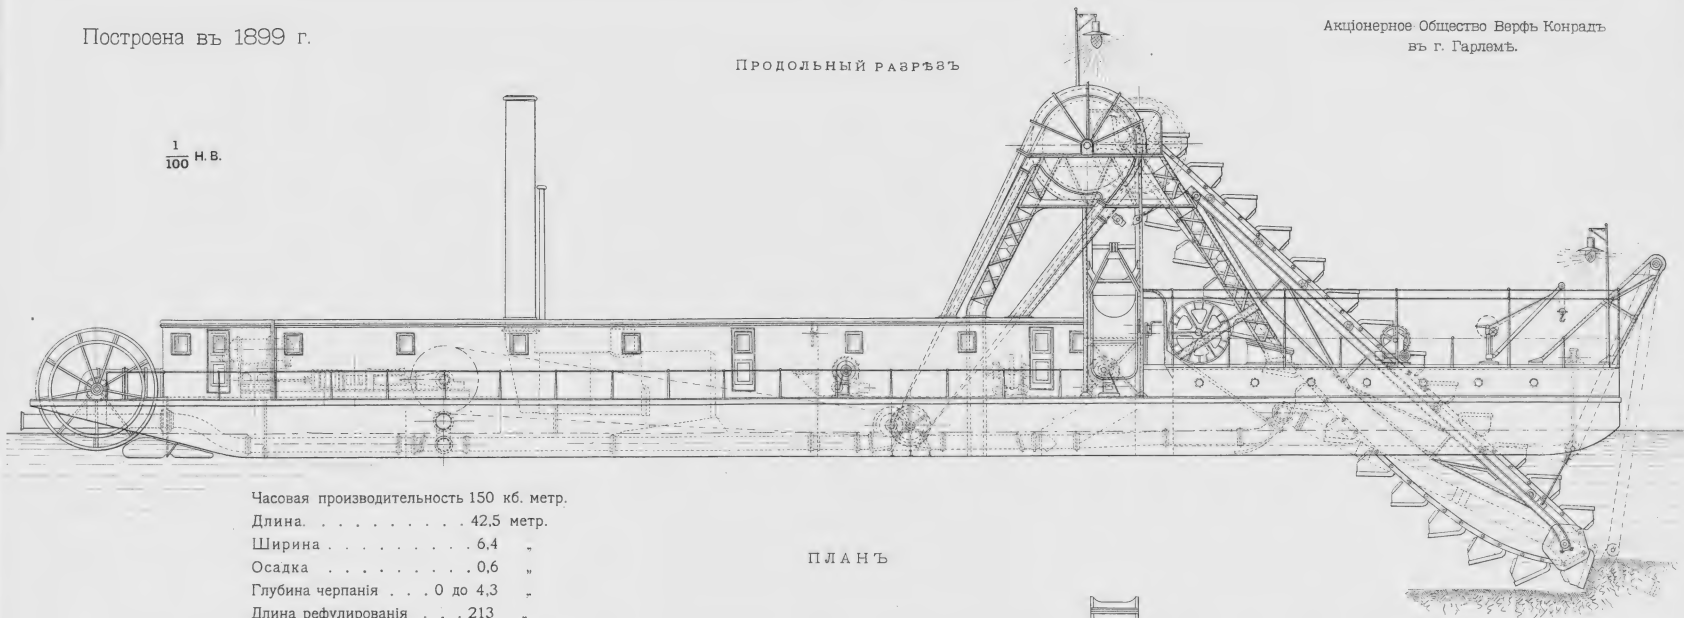 Построена въ 1899 г.
Акціонерное Общество Верфь Конрадъ
въ г. Гарлемѣ.
Продольный разрѣзъ
1
100 Н. В.
Часовая производительность 150 кб. метр.
Длина. . . . . . . . . . 42,5 метр.
Ширина . . . . . . . . . 6,4 „
Осадка . . . . . . . . . 0,6 „
Глубина черпанія . . . 0 до 4,3 „
Длина рефулированія . . . 213 „
ПЛАНЪ